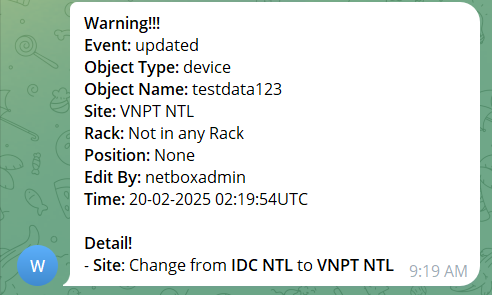 Warning!!!
Event: updated
Object Type: device
Object Name: testdata123
Site: VNPT NTL
Rack: Not in any Rack
Position: None
Edit By: netboxadmin
Time: 20-02-2025 02:19:54UTC
Detail!
- Site: Change from IDC NTL to VNPT NTL
9:19 AM
W